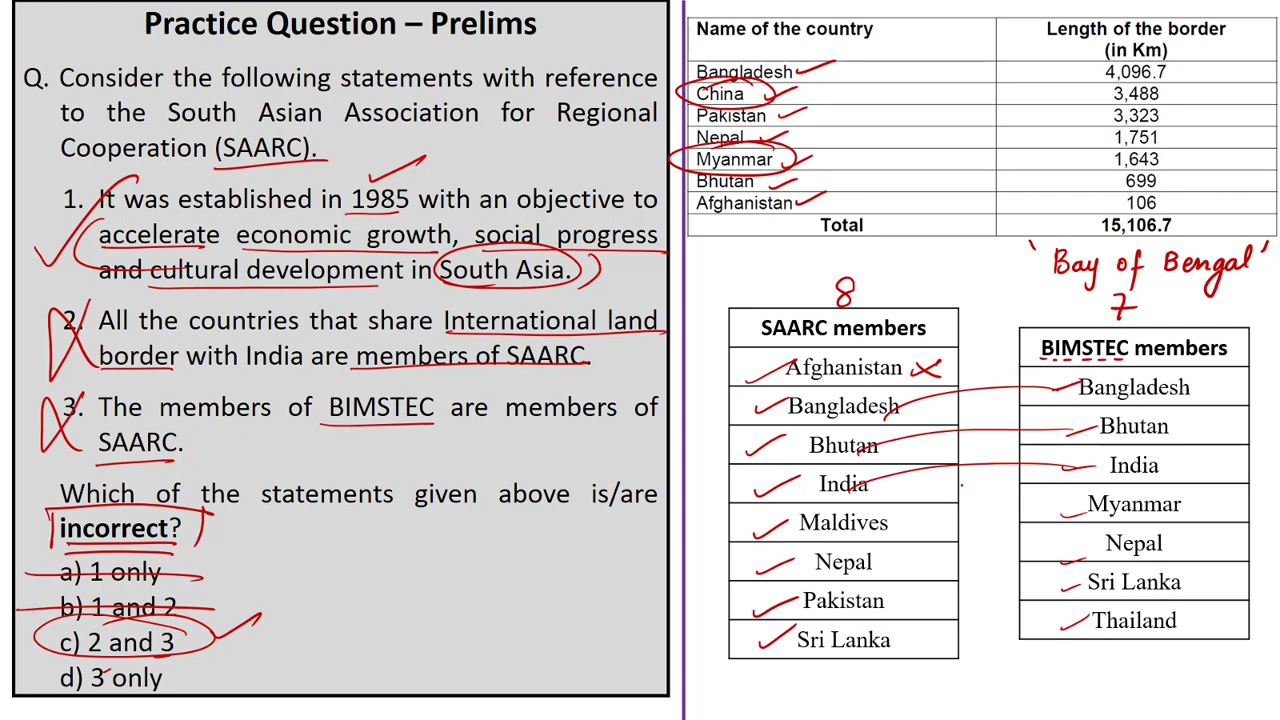 Practice Question – Prelims
Q. Consider the following statements with reference
to the South Asian Association for Regional
Cooperation (SAARC).
1. It was established in 1985 with an objective to
accelerate economic growth, social progress
and cultural development in South Asia.
2. All the countries that share International land
border with India are members of SAARC.
3. The members of BIMSTEC are members of
SAARC.
Which of the statements given above is/are
incorrect?
a) 1 only
b) 1 and 2
c) 2 and 3
d) 3 only
Name of the country Length of the border
(in Km)
Bangladesh 4,096.7
China 3,488
Pakistan 3,323
Nepal 1,751
Myanmar 1,643
Bhutan 699
Afghanistan 106
Total 15,106.7
'Bay of Bengal'
8
7
SAARC members
Afghanistan
Bangladesh
Bhutan
India
Maldives
Nepal
Pakistan
Sri Lanka
BIMSTEC members
Bangladesh
Bhutan
India
Myanmar
Nepal
Sri Lanka
Thailand